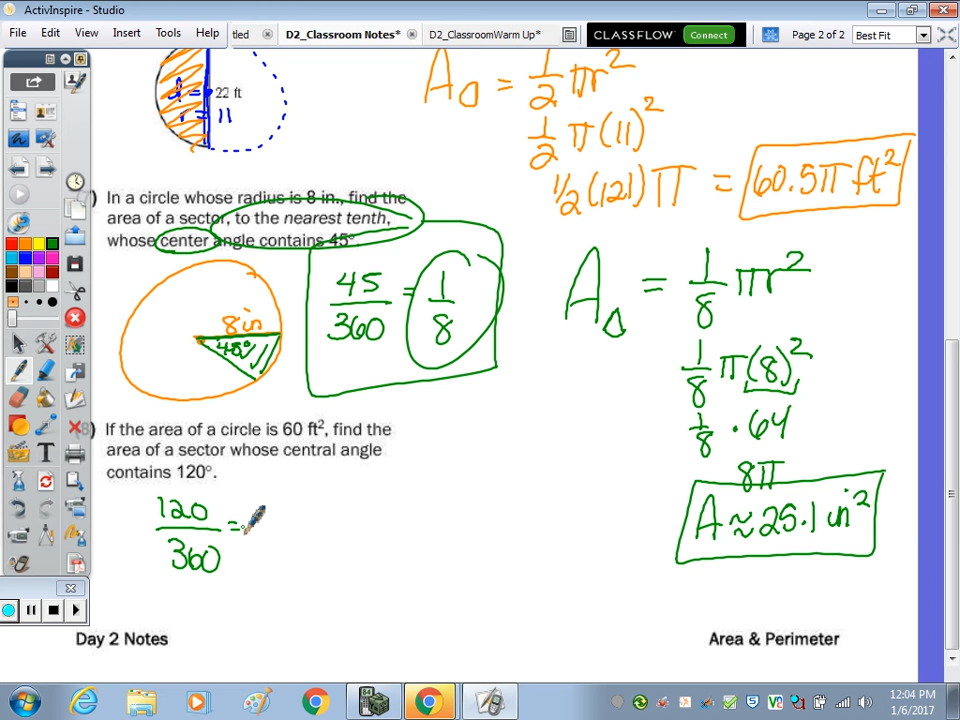 ActivInspire - Studio
File Edit View Insert Tools Help
tled
D2_Classroom Notes*
D2_ClassroomWarm Up*
CLASSFLOW Connect
Page 2 of 2
Best Fit
22 ft
r = 11
A = 1/2 πr²
1/2 π(11)²
1/2(121)π = 60.5π ft²
) In a circle whose radius is 8 in., find the
area of a sector, to the nearest tenth,
whose center angle contains 45°.
8in
45°
45/360 = 1/8
A = 1/8 πr²
1/8 π(8)²
1/8 · 64
8π
A ≈ 25.1 in²
8) If the area of a circle is 60 ft², find the
area of a sector whose central angle
contains 120°.
120/360 =
Day 2 Notes
Area & Perimeter
12:04 PM
1/6/2017